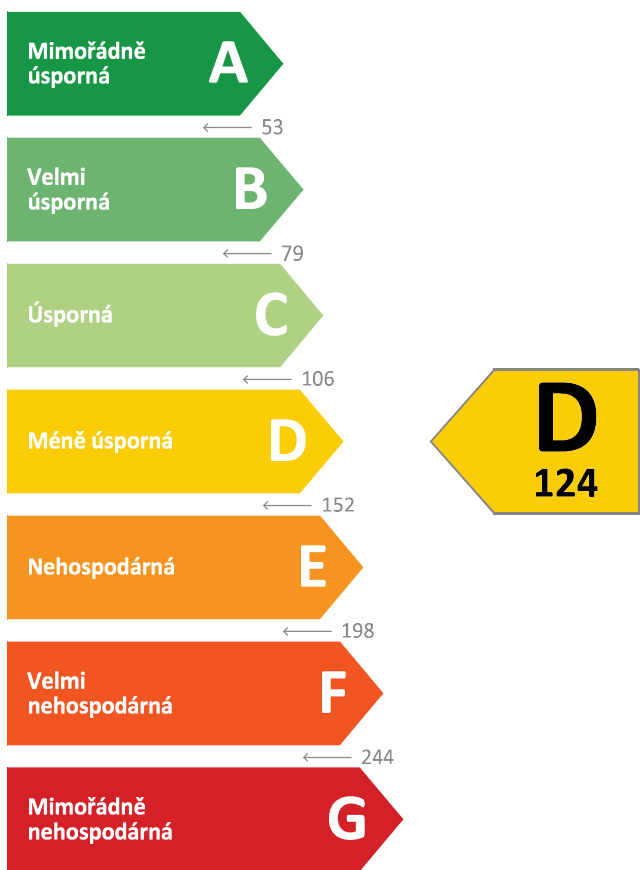 Mimořádně
úsporná
A
53
Velmi
úsporná
B
79
Úsporná
C
106
Méně úsporná
D
D
124
152
Nehospodárná
E
198
Velmi
nehospodárná
F
244
Mimořádně
nehospodárná
G